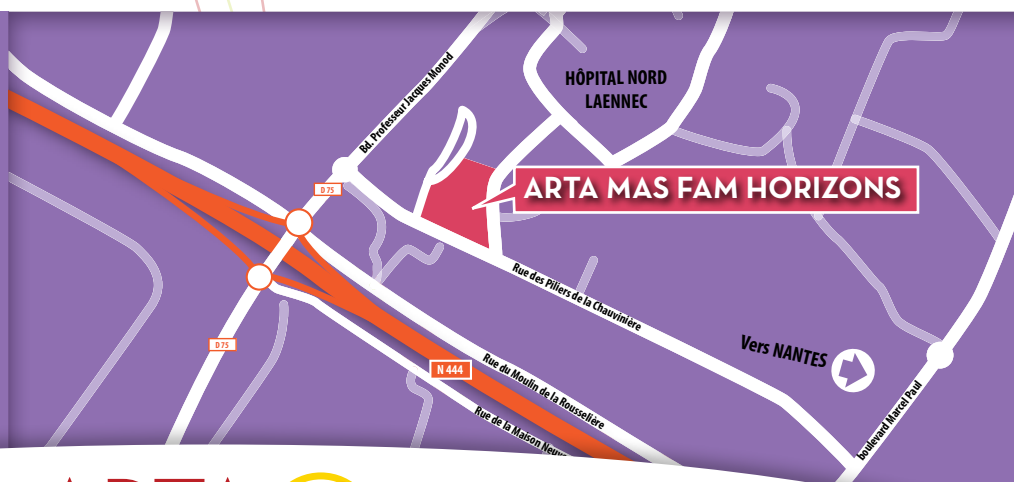 Bd. Professeur Jacques Monod
HÔPITAL NORD
LAENNEC
D 75
ARTA MAS FAM HORIZONS
Rue des Piliers de la Chauvinière
D 75
Vers NANTES
N 444
Rue du Moulin de la Rousselière
boulevard Marcel Paul
Rue de la Maison